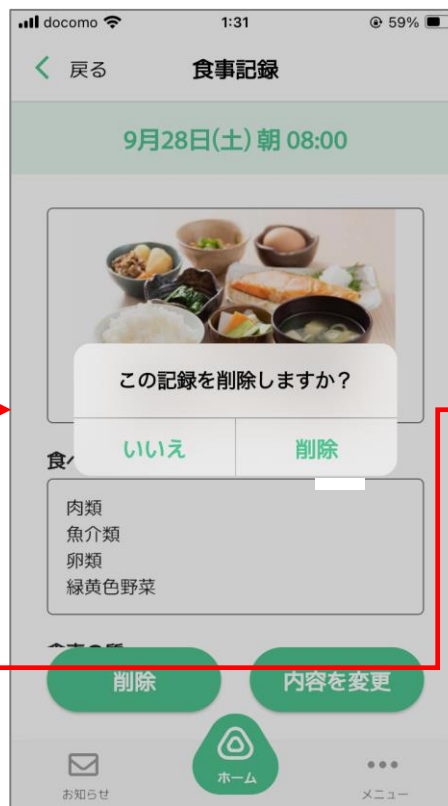 docomo 1:31 59%
戻る 食事記録
9月28日(土) 朝 08:00
この記録を削除しますか？
いいえ 削除
食べ
肉類
魚介類
卵類
緑黄色野菜
削除 内容を変更
お知らせ ホーム メニュー